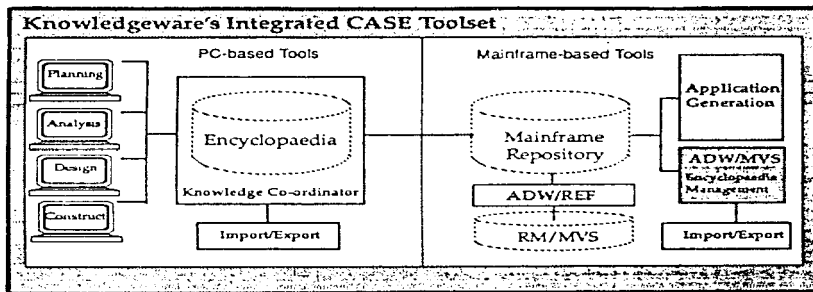 Knowledgeware's Integrated CASE Toolset
PC-based Tools
Planning
Analysis
Design
Construct
Encyclopaedia
Knowledge Co-ordinator
Import/Export
Mainframe-based Tools
Mainframe
Repository
ADW/REF
RM/MVS
Application
Generation
ADW/MVS
Encyclopaedia
Management
Import/Export